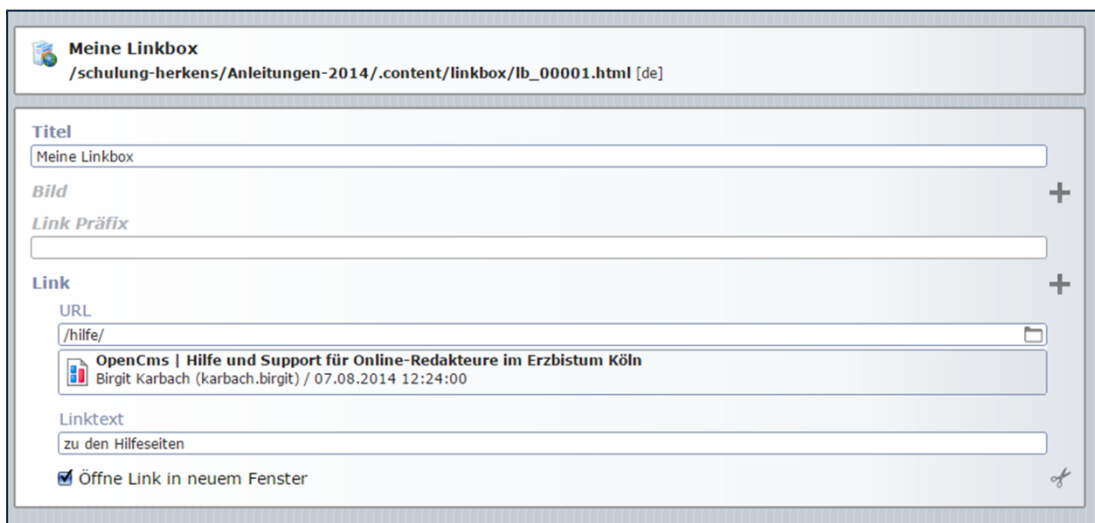 Meine Linkbox
/schulung-herkens/Anleitungen-2014/.content/linkbox/lb_00001.html [de]
Titel
Meine Linkbox
Bild
Link Präfix
Link
URL
/hilfe/
OpenCms | Hilfe und Support für Online-Redakteure im Erzbistum Köln
Birgit Karbach (karbach.birgit) / 07.08.2014 12:24:00
Linktext
zu den Hilfeseiten
Öffne Link in neuem Fenster